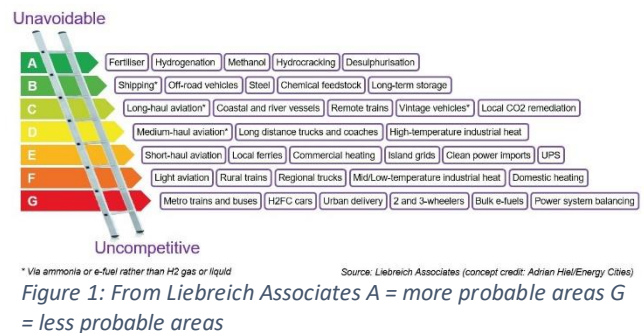 Unavoidable
A Fertiliser Hydrogenation Methanol Hydrocracking Desulphurisation
B Shipping* Off-road vehicles Steel Chemical feedstock Long-term storage
C Long-haul aviation* Coastal and river vessels Remote trains Vintage vehicles* Local CO2 remediation
D Medium-haul aviation* Long distance trucks and coaches High-temperature industrial heat
E Short-haul aviation Local ferries Commercial heating Island grids Clean power imports UPS
F Light aviation Rural trains Regional trucks Mid/Low-temperature industrial heat Domestic heating
G Metro trains and buses H2FC cars Urban delivery 2 and 3-wheelers Bulk e-fuels Power system balancing
Uncompetitive
* Via ammonia or e-fuel rather than H2 gas or liquid Source: Liebreich Associates (concept credit: Adrian Hiel/Energy Cities)
Figure 1: From Liebreich Associates A = more probable areas G
= less probable areas